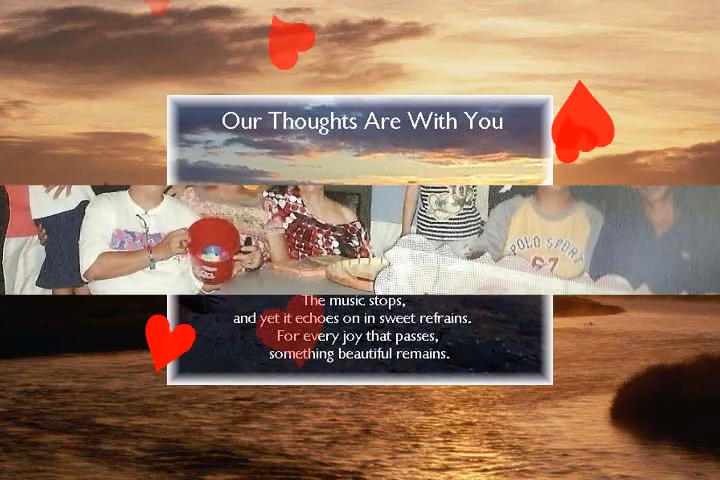 Our Thoughts Are With You
POLO SPORT
67
The music stops,
and yet it echoes on in sweet refrains.
For every joy that passes,
something beautiful remains.